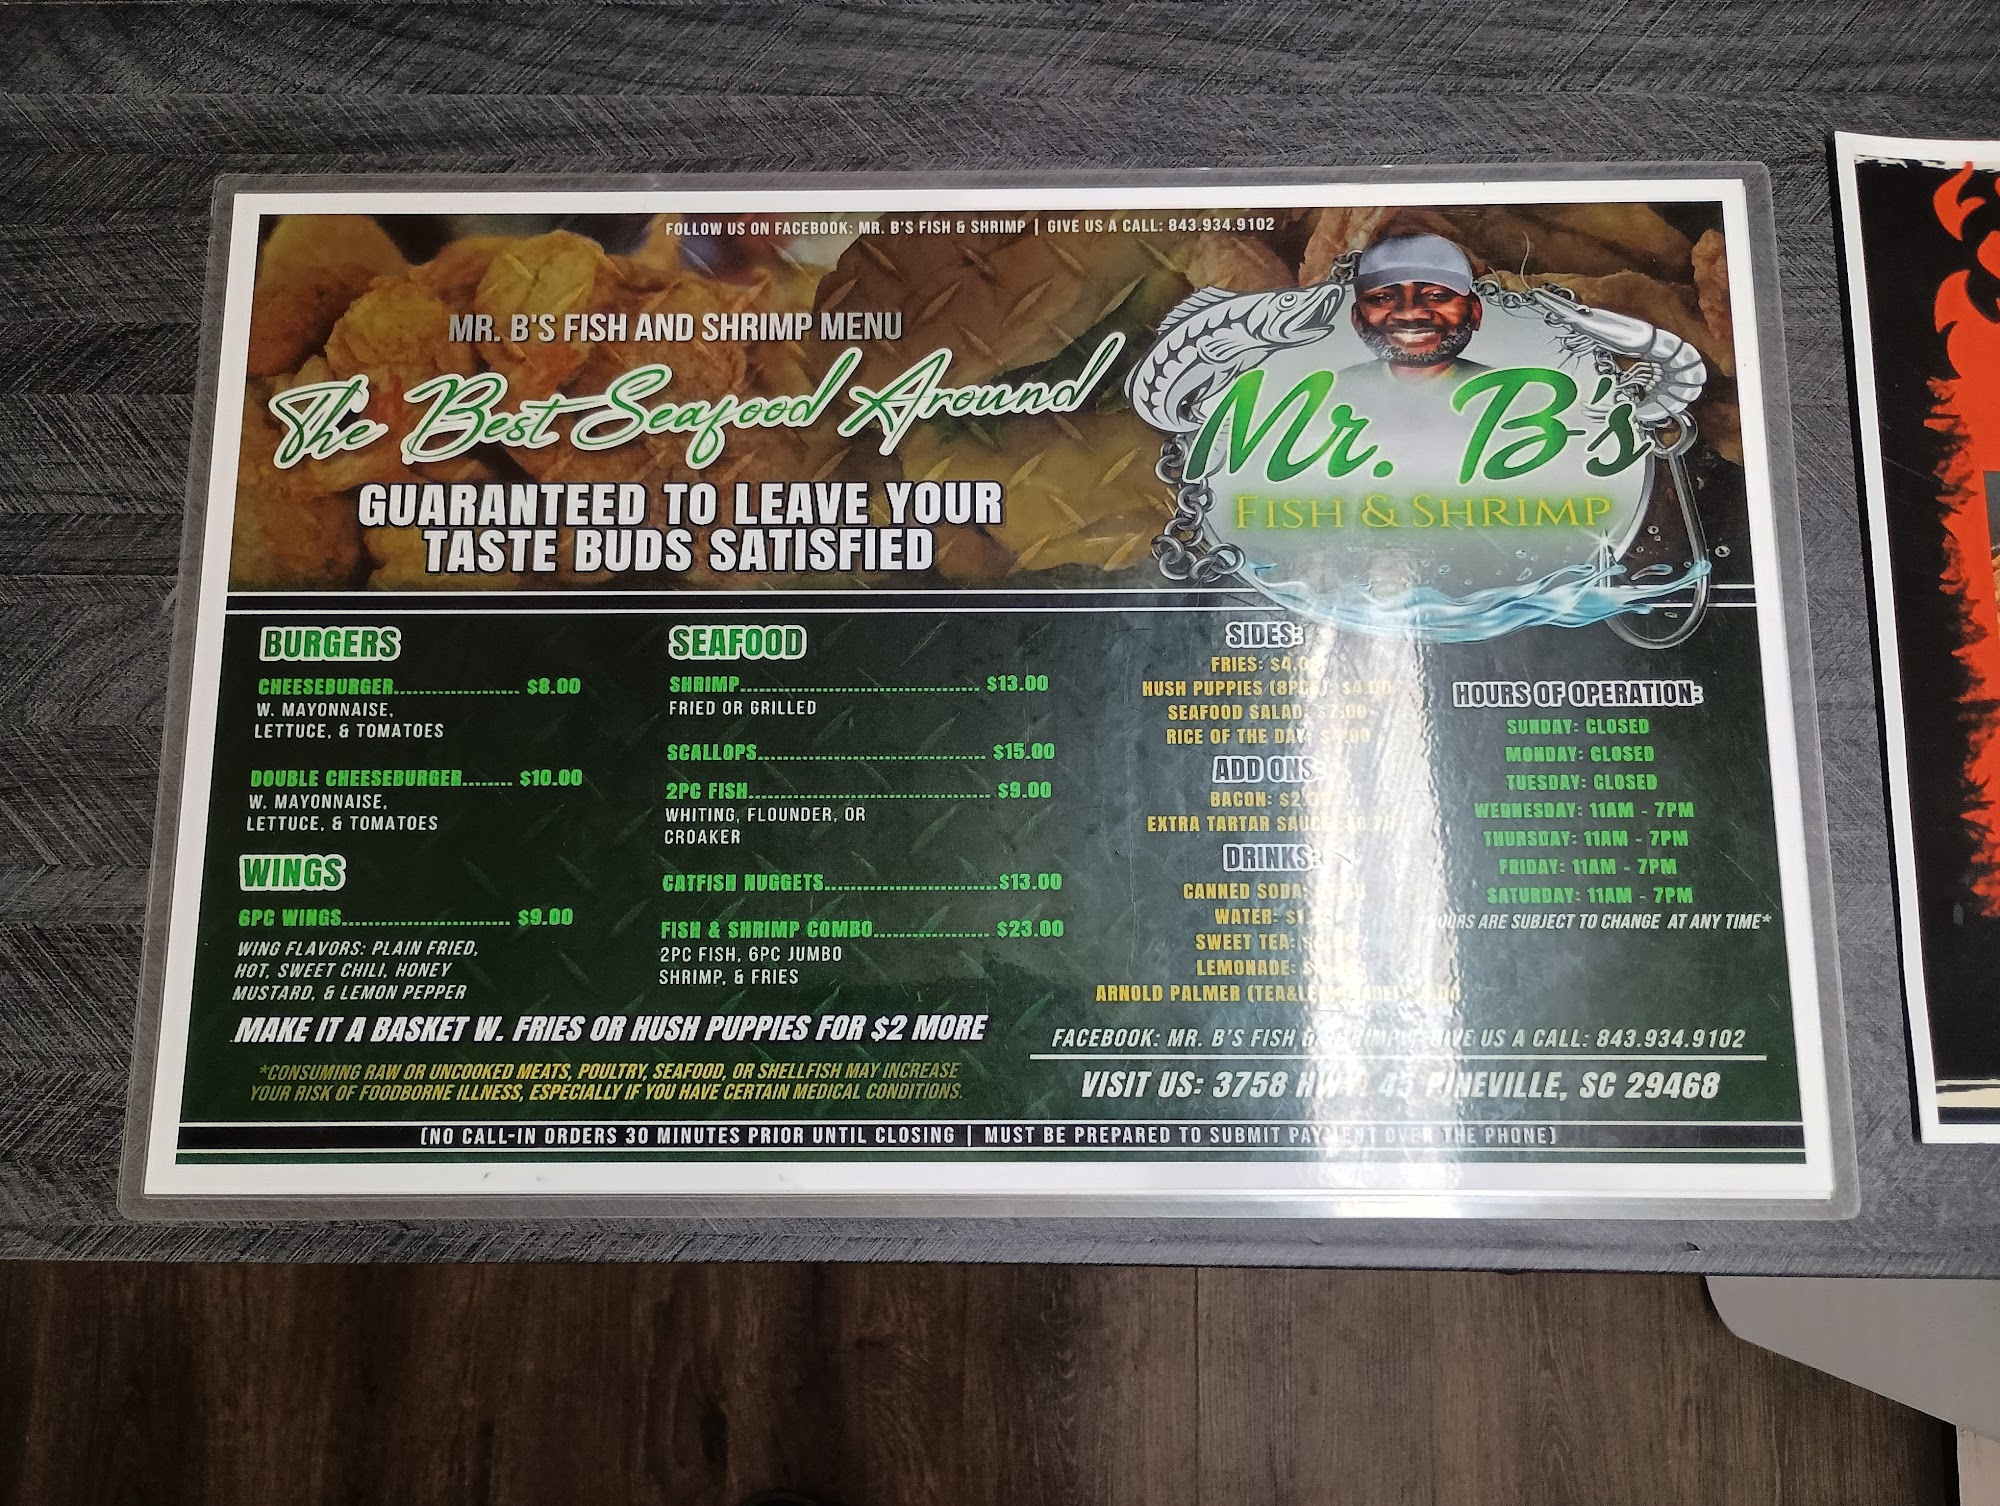 FOLLOW US ON FACEBOOK: MR. B'S FISH & SHRIMP | GIVE US A CALL: 843.934.9102
MR. B'S FISH AND SHRIMP MENU
The Best Seafood Around
GUARANTEED TO LEAVE YOUR
TASTE BUDS SATISFIED
Mr. B's
FISH & SHRIMP
BURGERS
CHEESEBURGER.................... $8.00
W. MAYONNAISE,
LETTUCE, & TOMATOES
DOUBLE CHEESEBURGER........ $10.00
W. MAYONNAISE,
LETTUCE, & TOMATOES
WINGS
6PC WINGS........................... $9.00
WING FLAVORS: PLAIN FRIED,
HOT, SWEET CHILI, HONEY
MUSTARD, & LEMON PEPPER
SEAFOOD
SHRIMP...................................... $13.00
FRIED OR GRILLED
SCALLOPS..................................... $15.00
2PC FISH....................................... $9.00
WHITING, FLOUNDER, OR
CROAKER
CATFISH NUGGETS............................$13.00
FISH & SHRIMP COMBO................... $23.00
2PC FISH, 6PC JUMBO
SHRIMP, & FRIES
MAKE IT A BASKET W. FRIES OR HUSH PUPPIES FOR $2 MORE
*CONSUMING RAW OR UNCOOKED MEATS, POULTRY, SEAFOOD, OR SHELLFISH MAY INCREASE
YOUR RISK OF FOODBORNE ILLNESS, ESPECIALLY IF YOU HAVE CERTAIN MEDICAL CONDITIONS.
SIDES:
FRIES: $4.00
HUSH PUPPIES (8PCS): $4.00
SEAFOOD SALAD:
RICE OF THE DAY:
ADD ONS:
BACON:
EXTRA TARTAR SAUCE:
DRINKS:
CANNED SODA:
WATER:
SWEET TEA:
LEMONADE:
ARNOLD PALMER (TEA&LEMONADE)
HOURS OF OPERATION:
SUNDAY: CLOSED
MONDAY: CLOSED
TUESDAY: CLOSED
WEDNESDAY: 11AM - 7PM
THURSDAY: 11AM - 7PM
FRIDAY: 11AM - 7PM
SATURDAY: 11AM - 7PM
*HOURS ARE SUBJECT TO CHANGE AT ANY TIME*
FACEBOOK: MR. B'S FISH & SHRIMP GIVE US A CALL: 843.934.9102
VISIT US: 3758 HWY. 45 PINEVILLE, SC 29468
[NO CALL-IN ORDERS 30 MINUTES PRIOR UNTIL CLOSING | MUST BE PREPARED TO SUBMIT PAYMENT OVER THE PHONE]